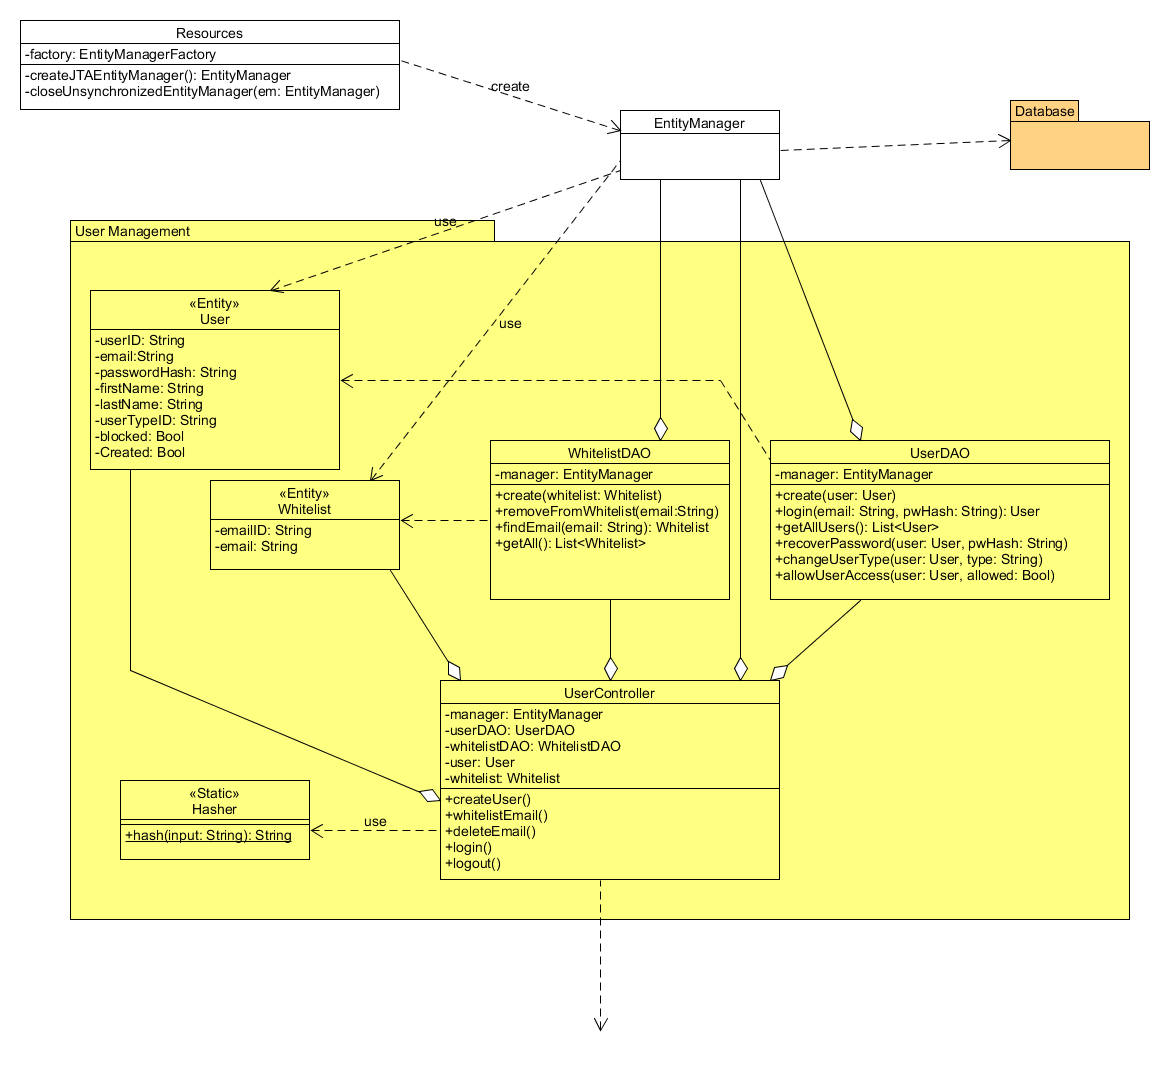 Resources
-factory: EntityManagerFactory
-createJTAEntityManager(): EntityManager
-closeUnsynchronizedEntityManager(em: EntityManager)
create
EntityManager
Database
use
User Management
«Entity»
User
-userID: String
-email:String
-passwordHash: String
-firstName: String
-lastName: String
-userTypeID: String
-blocked: Bool
-Created: Bool
use
«Entity»
Whitelist
-emailID: String
-email: String
WhitelistDAO
-manager: EntityManager
+create(whitelist: Whitelist)
+removeFromWhitelist(email:String)
+findEmail(email: String): Whitelist
+getAll(): List<Whitelist>
UserDAO
-manager: EntityManager
+create(user: User)
+login(email: String, pwHash: String): User
+getAllUsers(): List<User>
+recoverPassword(user: User, pwHash: String)
+changeUserType(user: User, type: String)
+allowUserAccess(user: User, allowed: Bool)
UserController
-manager: EntityManager
-userDAO: UserDAO
-whitelistDAO: WhitelistDAO
-user: User
-whitelist: Whitelist
+createUser()
+whitelistEmail()
+deleteEmail()
+login()
+logout()
«Static»
Hasher
+hash(input: String): String
use